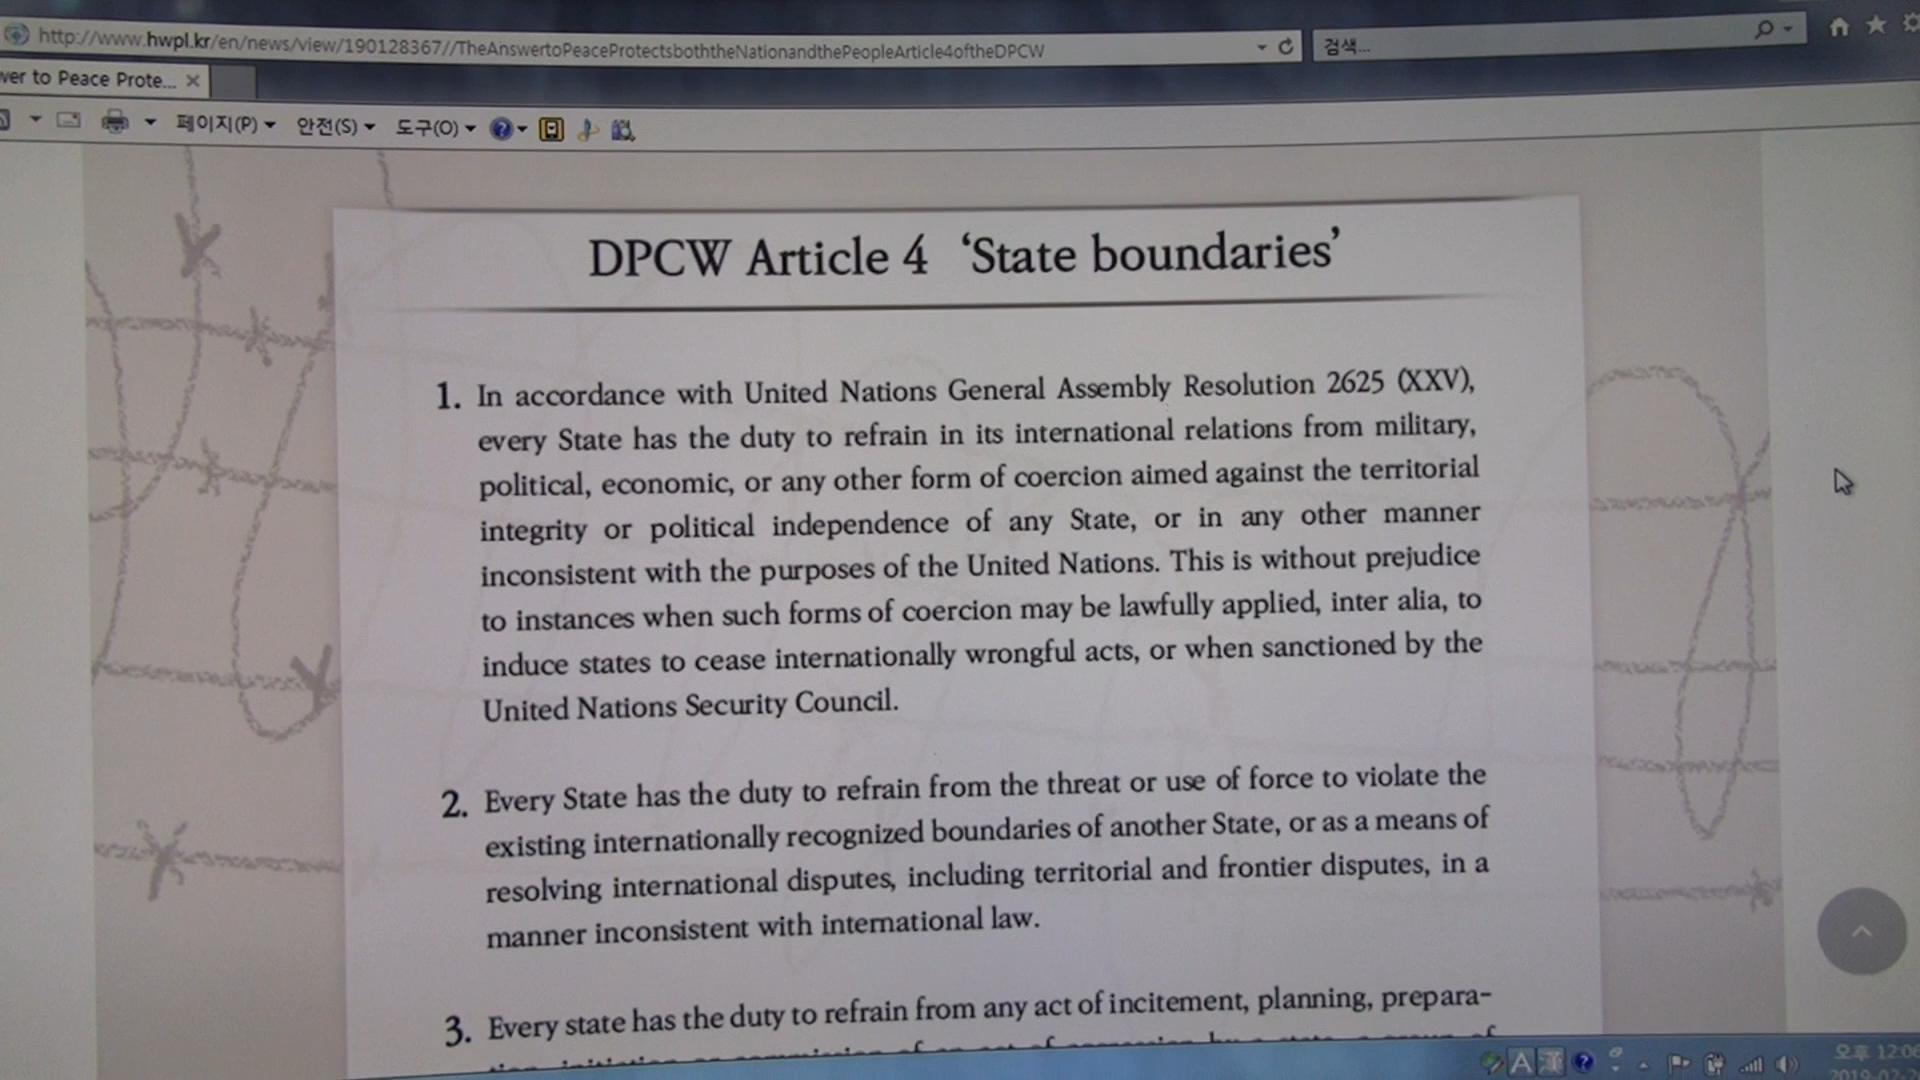 http://www.hwpl.kr/en/news/view/190128367//TheAnswertoPeaceProtectsboththeNationandthePeopleArticle4oftheDPCW
검색...
ver to Peace Prote...
페이지(P)
안전(S)
도구(O)
DPCW Article 4 ‘State boundaries’
1. In accordance with United Nations General Assembly Resolution 2625 (XXV),
every State has the duty to refrain in its international relations from military,
political, economic, or any other form of coercion aimed against the territorial
integrity or political independence of any State, or in any other manner
inconsistent with the purposes of the United Nations. This is without prejudice
to instances when such forms of coercion may be lawfully applied, inter alia, to
induce states to cease internationally wrongful acts, or when sanctioned by the
United Nations Security Council.
2. Every State has the duty to refrain from the threat or use of force to violate the
existing internationally recognized boundaries of another State, or as a means of
resolving international disputes, including territorial and frontier disputes, in a
manner inconsistent with international law.
3. Every state has the duty to refrain from any act of incitement, planning, prepara-
A 漢
오후 12:06